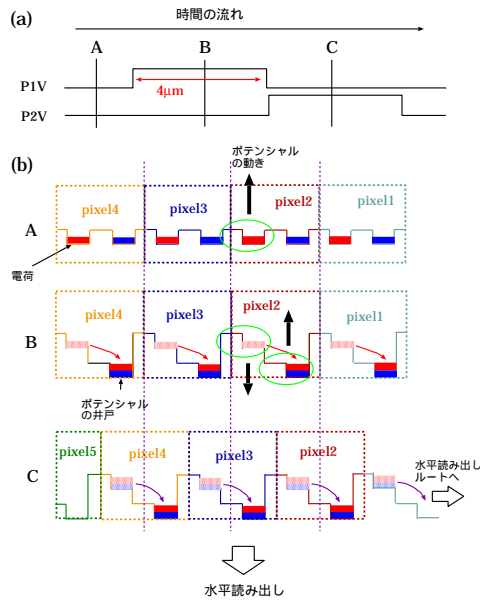 (a)
時間の流れ
A
B
C
P1V
4μm
P2V
(b)
ポテンシャル
の動き
A
pixel4
pixel3
pixel2
pixel1
電荷
B
pixel4
pixel3
pixel2
pixel1
ポテンシャル
の井戸
C
pixel5
pixel4
pixel3
pixel2
水平読み出し
ルートへ
水平読み出し